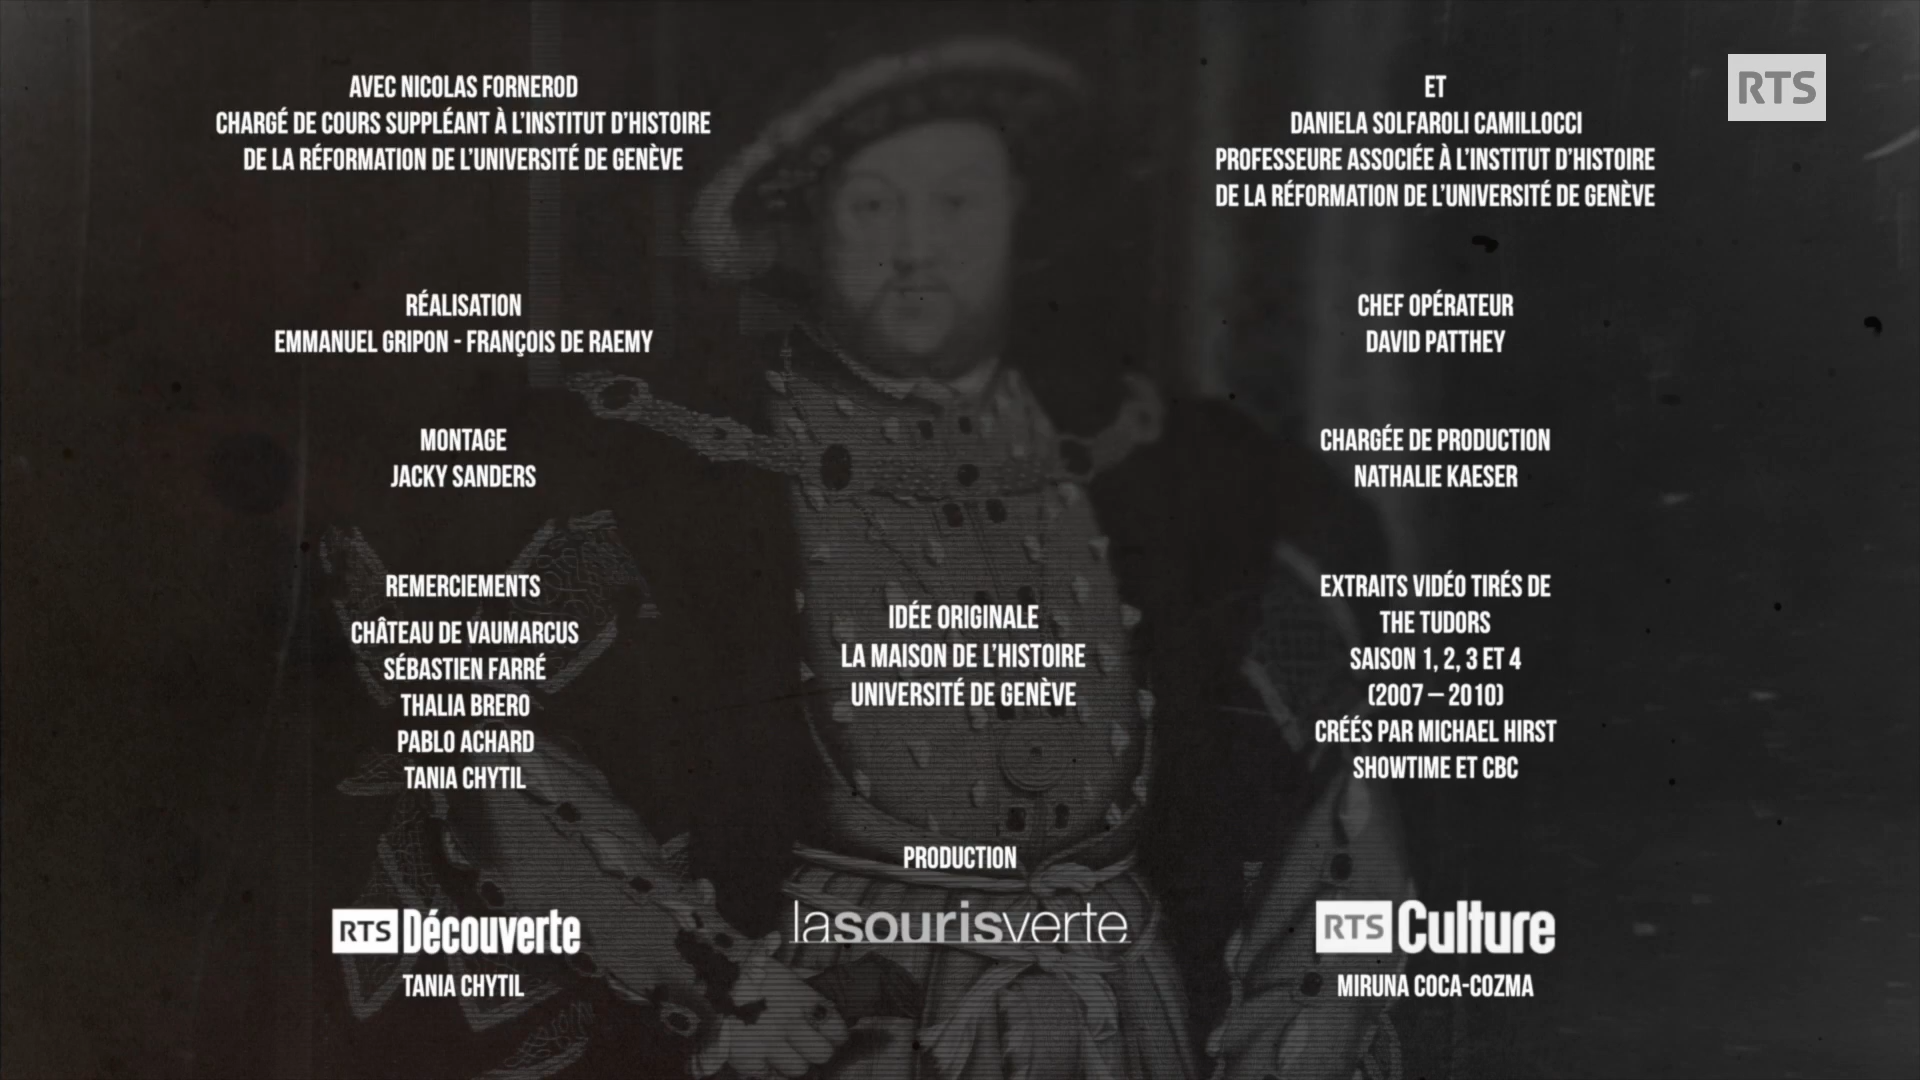 RTS
AVEC NICOLAS FORNEROD
CHARGÉ DE COURS SUPPLÉANT À L'INSTITUT D'HISTOIRE
DE LA RÉFORMATION DE L'UNIVERSITÉ DE GENÈVE
ET
DANIELA SOLFAROLI CAMILLOCCI
PROFESSEURE ASSOCIÉE À L'INSTITUT D'HISTOIRE
DE LA RÉFORMATION DE L'UNIVERSITÉ DE GENÈVE
RÉALISATION
EMMANUEL GRIPON - FRANÇOIS DE RAEMY
CHEF OPÉRATEUR
DAVID PATTHEY
MONTAGE
JACKY SANDERS
CHARGÉE DE PRODUCTION
NATHALIE KAESER
REMERCIEMENTS
CHÂTEAU DE VAUMARCUS
SÉBASTIEN FARRÉ
THALIA BRERO
PABLO ACHARD
TANIA CHYTIL
IDÉE ORIGINALE
LA MAISON DE L'HISTOIRE
UNIVERSITÉ DE GENÈVE
EXTRAITS VIDÉO TIRÉS DE
THE TUDORS
SAISON 1, 2, 3 ET 4
(2007 – 2010)
CRÉÉS PAR MICHAEL HIRST
SHOWTIME ET CBC
PRODUCTION
RTS Découverte
TANIA CHYTIL
lasourisverte
RTS Culture
MIRUNA COCA-COZMA